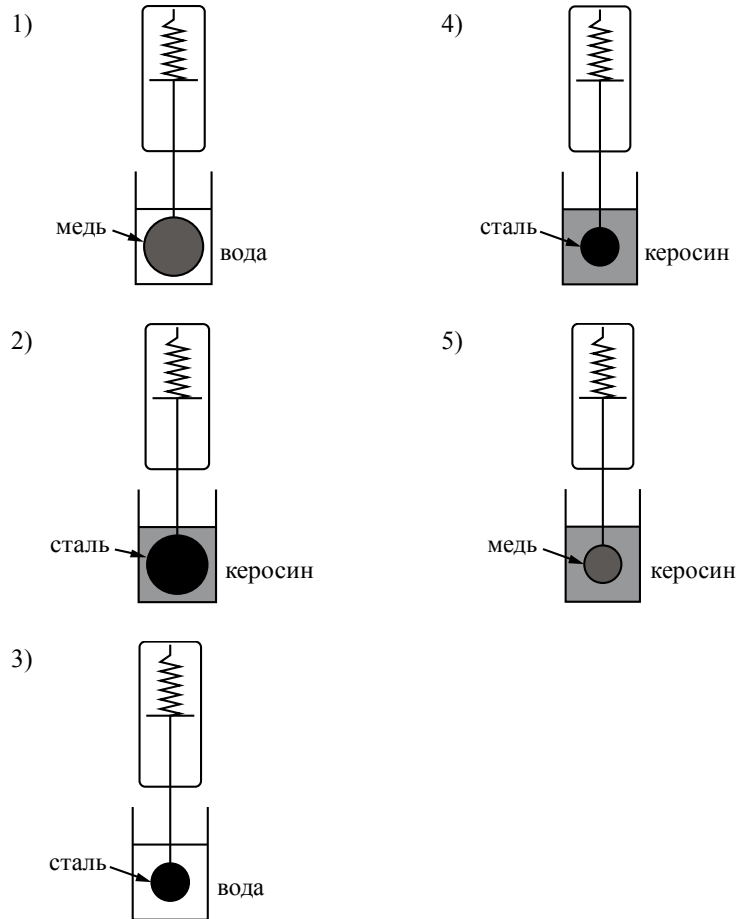 1)
медь
вода
2)
сталь
керосин
3)
сталь
вода
4)
сталь
керосин
5)
медь
керосин